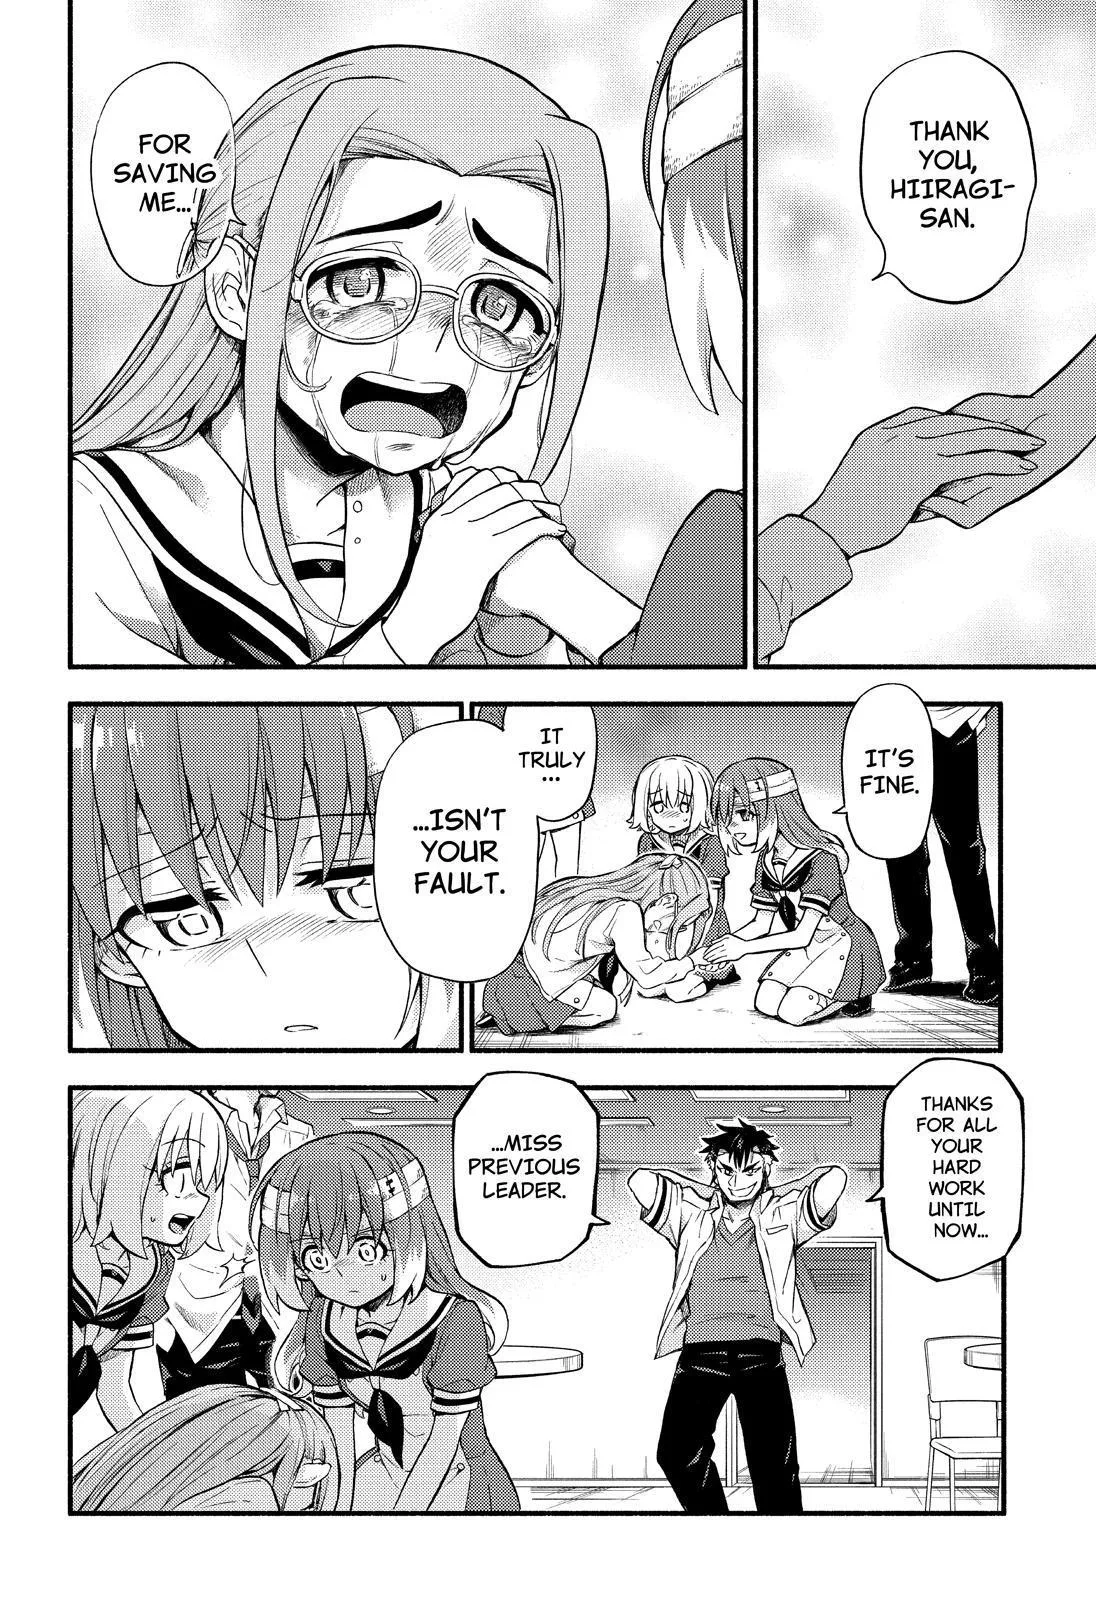 THANK
YOU,
HIIRAGI-
SAN.
FOR
SAVING
ME...
IT'S
FINE.
IT
TRULY
...
...ISN'T
YOUR
FAULT.
THANKS
FOR ALL
YOUR
HARD
WORK
UNTIL
NOW...
...MISS
PREVIOUS
LEADER.